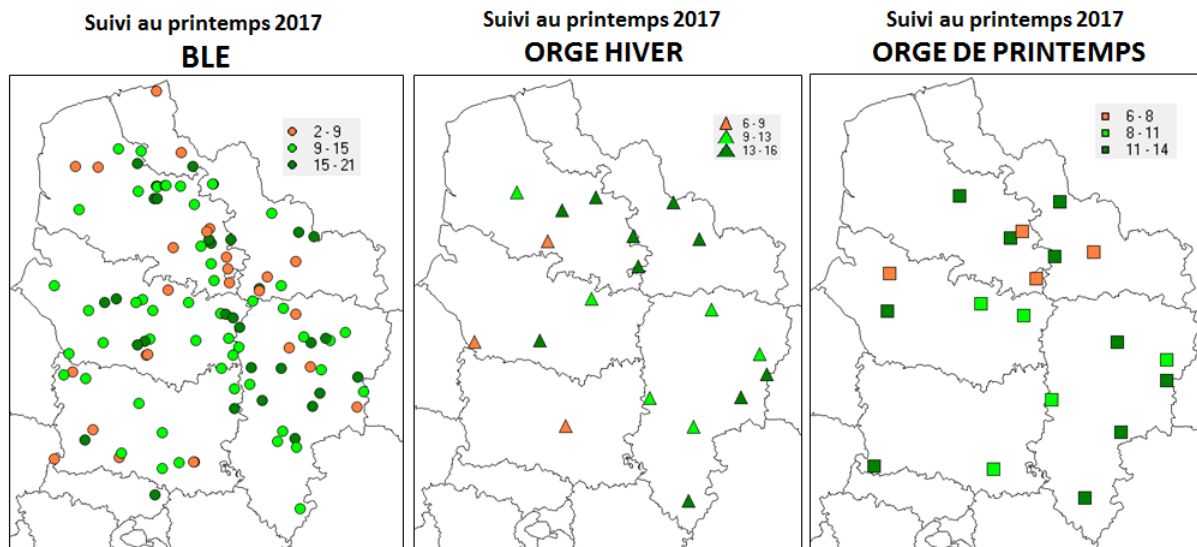 Suivi au printemps 2017
BLE
2 - 9
9 - 15
15 - 21
Suivi au printemps 2017
ORGE HIVER
6 - 9
9 - 13
13 - 16
Suivi au printemps 2017
ORGE DE PRINTEMPS
6 - 8
8 - 11
11 - 14